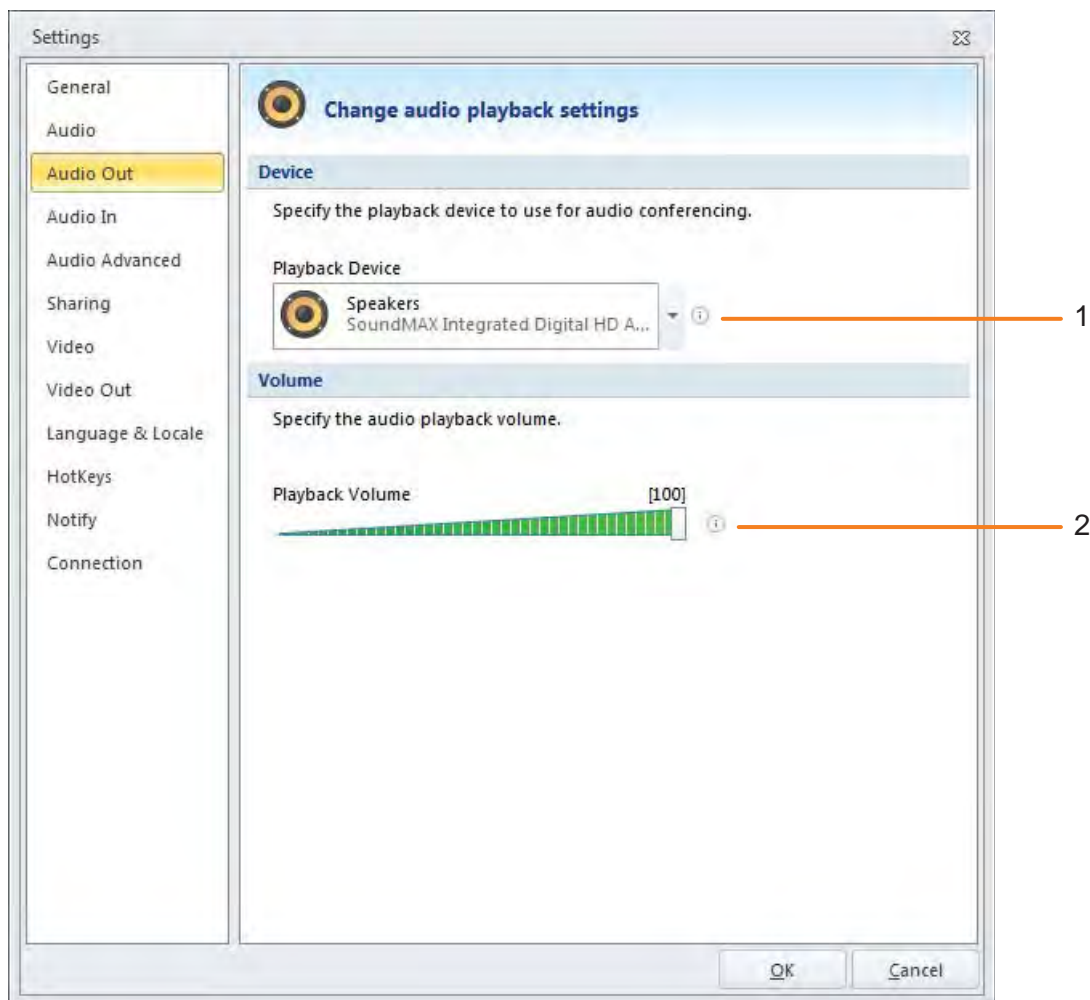 Settings
General
Audio
Audio Out
Audio In
Audio Advanced
Sharing
Video
Video Out
Language & Locale
HotKeys
Notify
Connection
Change audio playback settings
Device
Specify the playback device to use for audio conferencing.
Playback Device
Speakers
SoundMAX Integrated Digital HD A...
1
Volume
Specify the audio playback volume.
Playback Volume [100]
2
OK Cancel